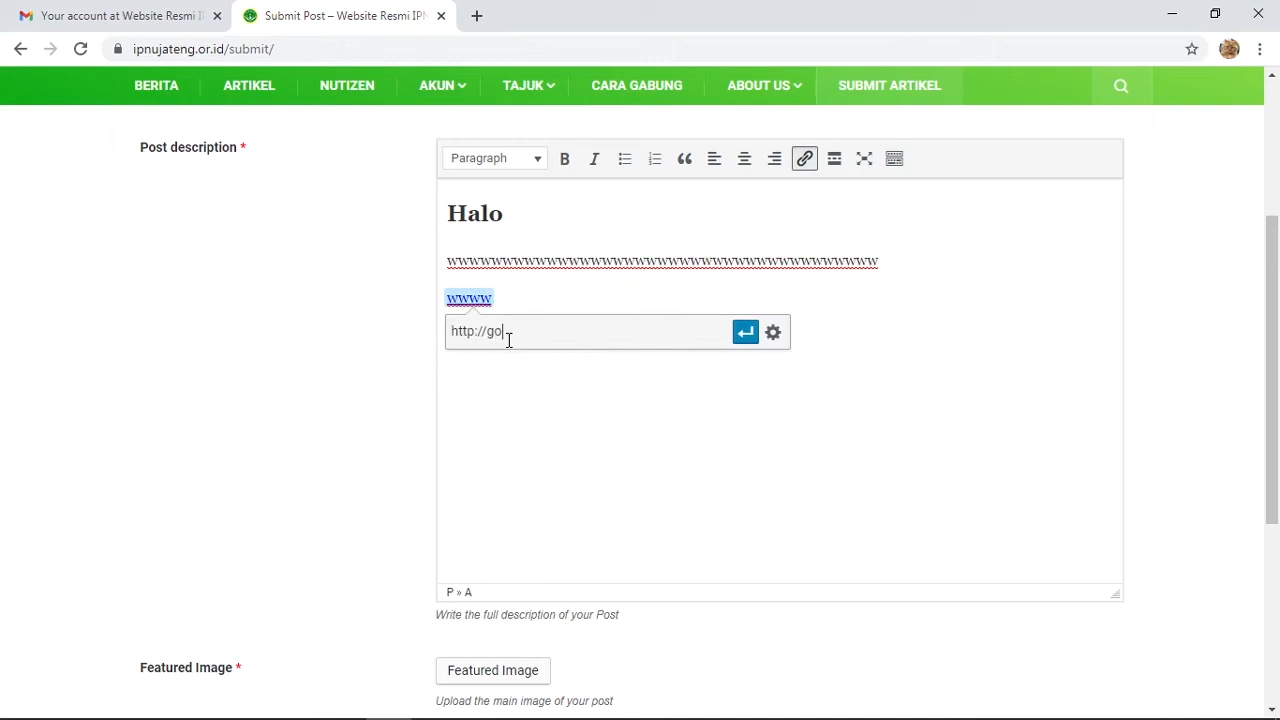 Your account at Website Resmi IP
Submit Post – Website Resmi IPN
ipnujateng.or.id/submit/
BERITA ARTIKEL NUTIZEN AKUN TAJUK CARA GABUNG ABOUT US SUBMIT ARTIKEL
Post description *
Paragraph B I
Halo
wwwwwwwwwwwwwwwwwwwwwwwwwwwwwwwwwwwwwww
wwww
http://go
P » A
Write the full description of your Post
Featured Image *
Featured Image
Upload the main image of your post